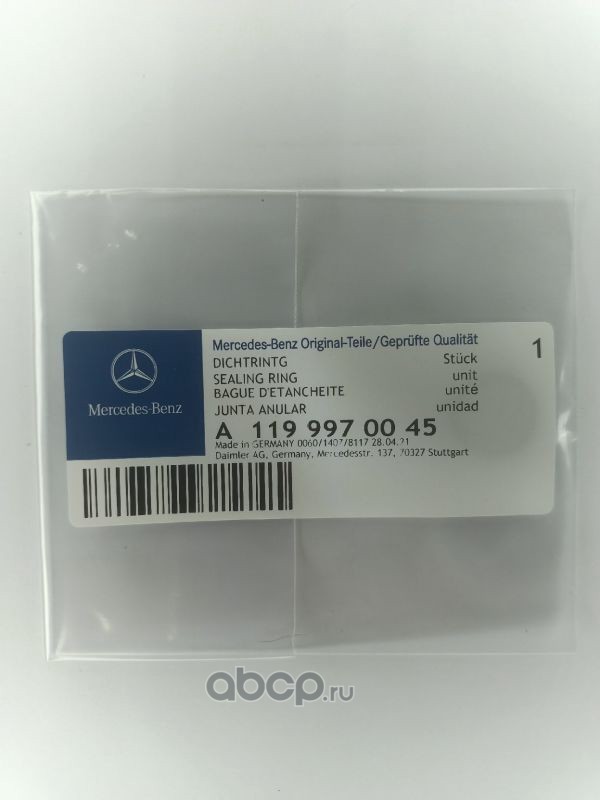 Mercedes-Benz Original-Teile/Geprüfte Qualität
DICHTRINTG Stück 1
SEALING RING unit
BAGUE D'ETANCHEITE unité
JUNTA ANULAR unidad
A 119 997 00 45
Made in GERMANY 0060/1407/8117 28.04.21
Daimler AG, Germany, Mercedesstr. 137, 70327 Stuttgart
Mercedes-Benz
abcp.ru